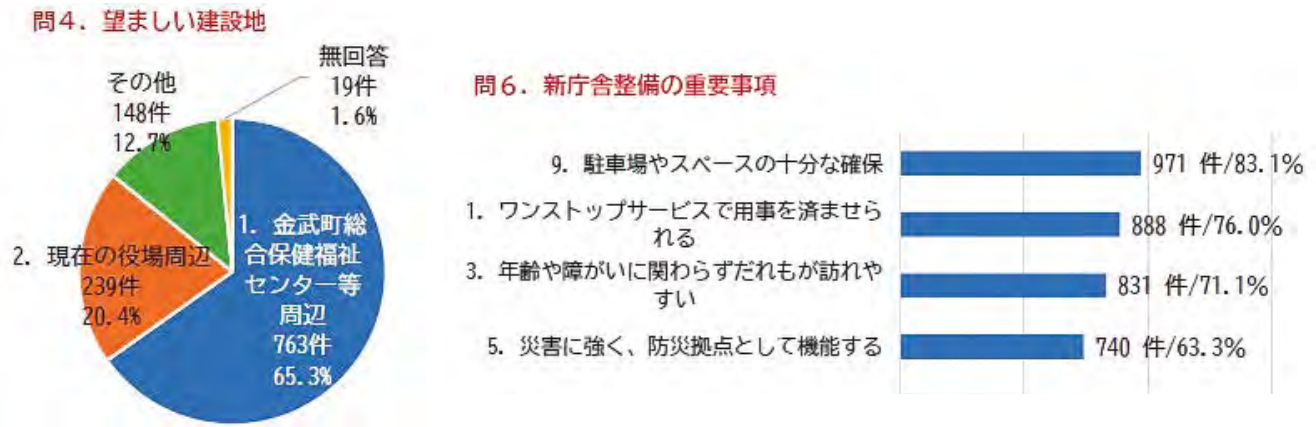 問４．望ましい建設地
無回答
19件
1.6%
その他
148件
12.7%
2. 現在の役場周辺
239件
20.4%
1. 金武町総
合保健福祉
センター等
周辺
763件
65.3%
問６．新庁舎整備の重要事項
9. 駐車場やスペースの十分な確保
971 件/83.1%
1. ワンストップサービスで用事を済ませら
れる
888 件/76.0%
3. 年齢や障がいに関わらずだれもが訪れや
すい
831 件/71.1%
5. 災害に強く、防災拠点として機能する
740 件/63.3%